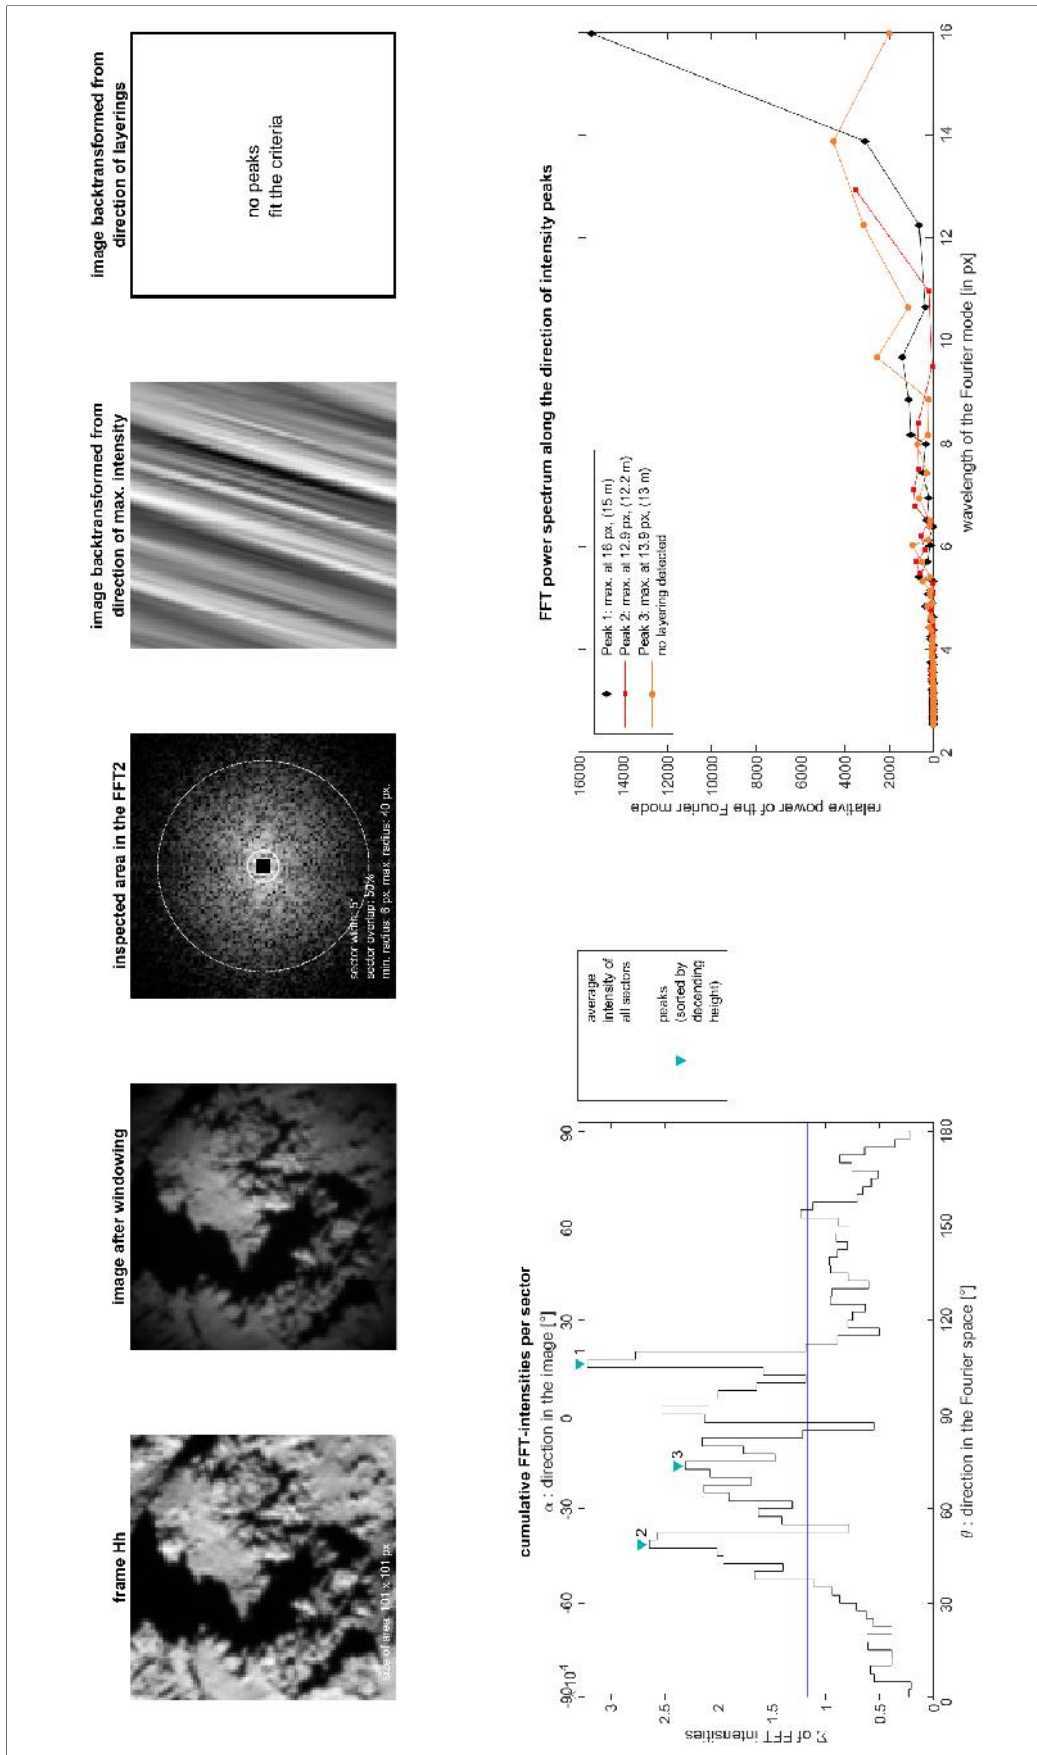 frame Hh
size of area: 101 x 101 px
image after windowing
inspected area in the FFT2
sector width: 5°
sector overlap: 50%
min. radius: 6 px, max. radius: 40 px.
image backtransformed from
direction of max. intensity
image backtransformed from
direction of layerings
no peaks
fit the criteria
cumulative FFT-intensities per sector
α : direction in the image [°]
-90 -60 -30 0 30 60 90
10⁴
3
2.5
2
1.5
1
0.5
0
Σ of FFT intensities
1
2
3
0 30 60 90 120 150 180
θ : direction in the Fourier space [°]
average
intensity of
all sectors
peaks
(sorted by
decending
height)
FFT power spectrum along the direction of intensity peaks
16000
14000
12000
10000
8000
6000
4000
2000
0
relative power of the Fourier mode
Peak 1: max. at 16 px, (15 m)
Peak 2: max. at 12.9 px, (12.2 m)
Peak 3: max. at 13.9 px, (13 m)
no layering detected
2 4 6 8 10 12 14 16
wavelength of the Fourier mode [in px]